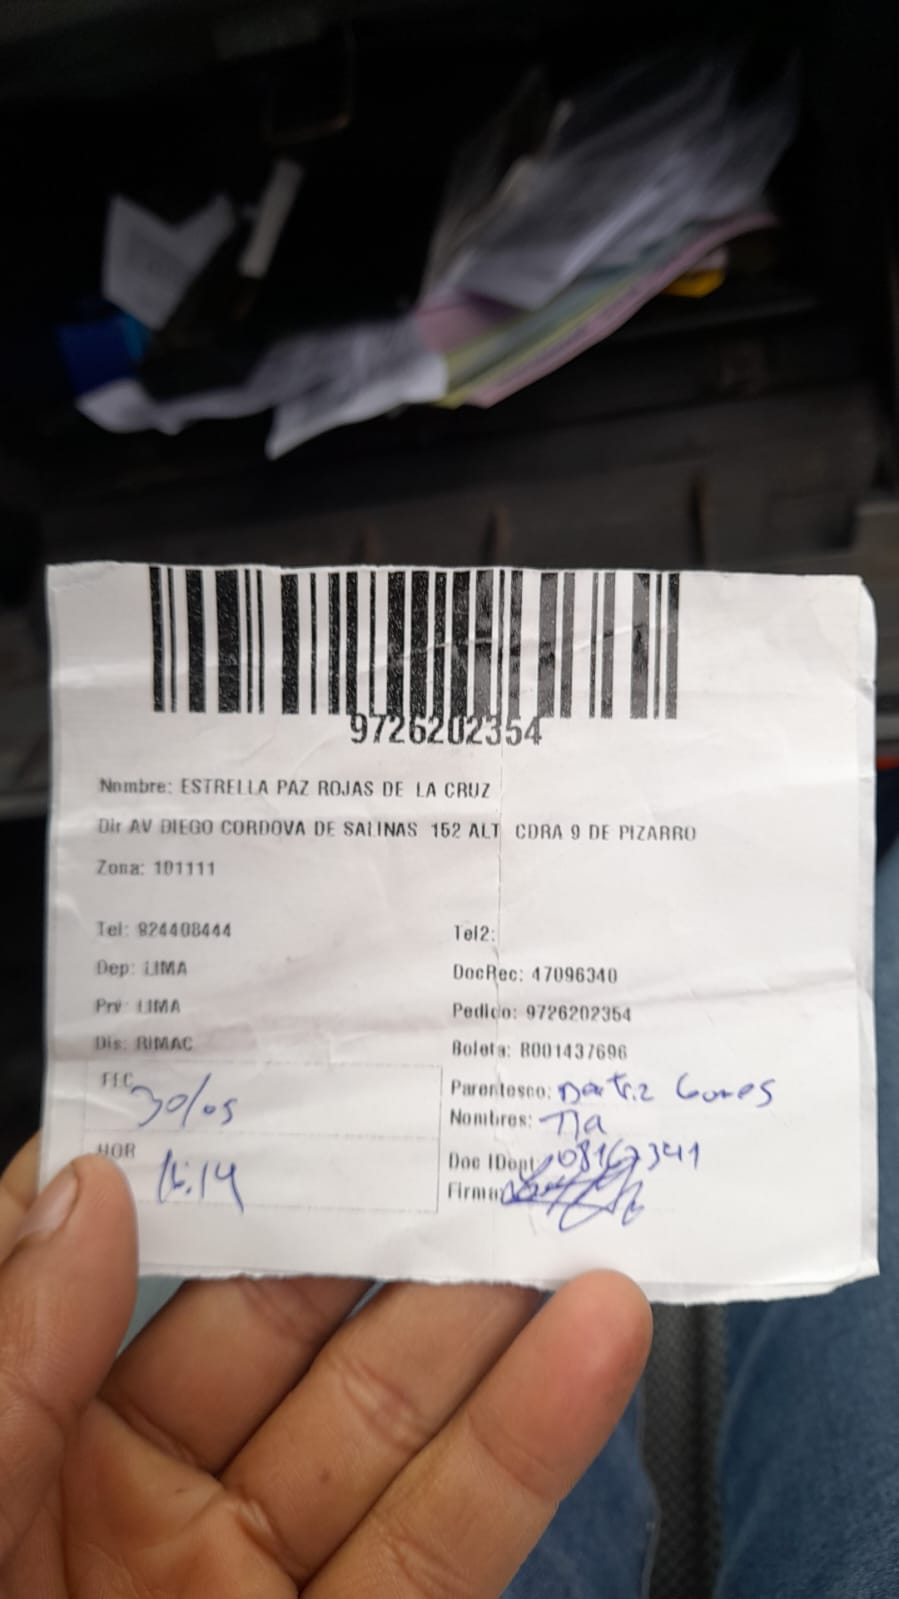 9726202354
Nombre: ESTRELLA PAZ ROJAS DE LA CRUZ
Dir AV DIEGO CORDOVA DE SALINAS 152 ALT CDRA 9 DE PIZARRO
Zona: 101111
Tel: 924408444
Tel2:
Dep: LIMA
DocRec: 47096340
Prv: LIMA
Pedido: 9726202354
Dis: RIMAC
Boleta: B001437696
FEC
30/05
Parentesco:
Nombres: Tia
HOR
Doc IDent 08167341
Firma